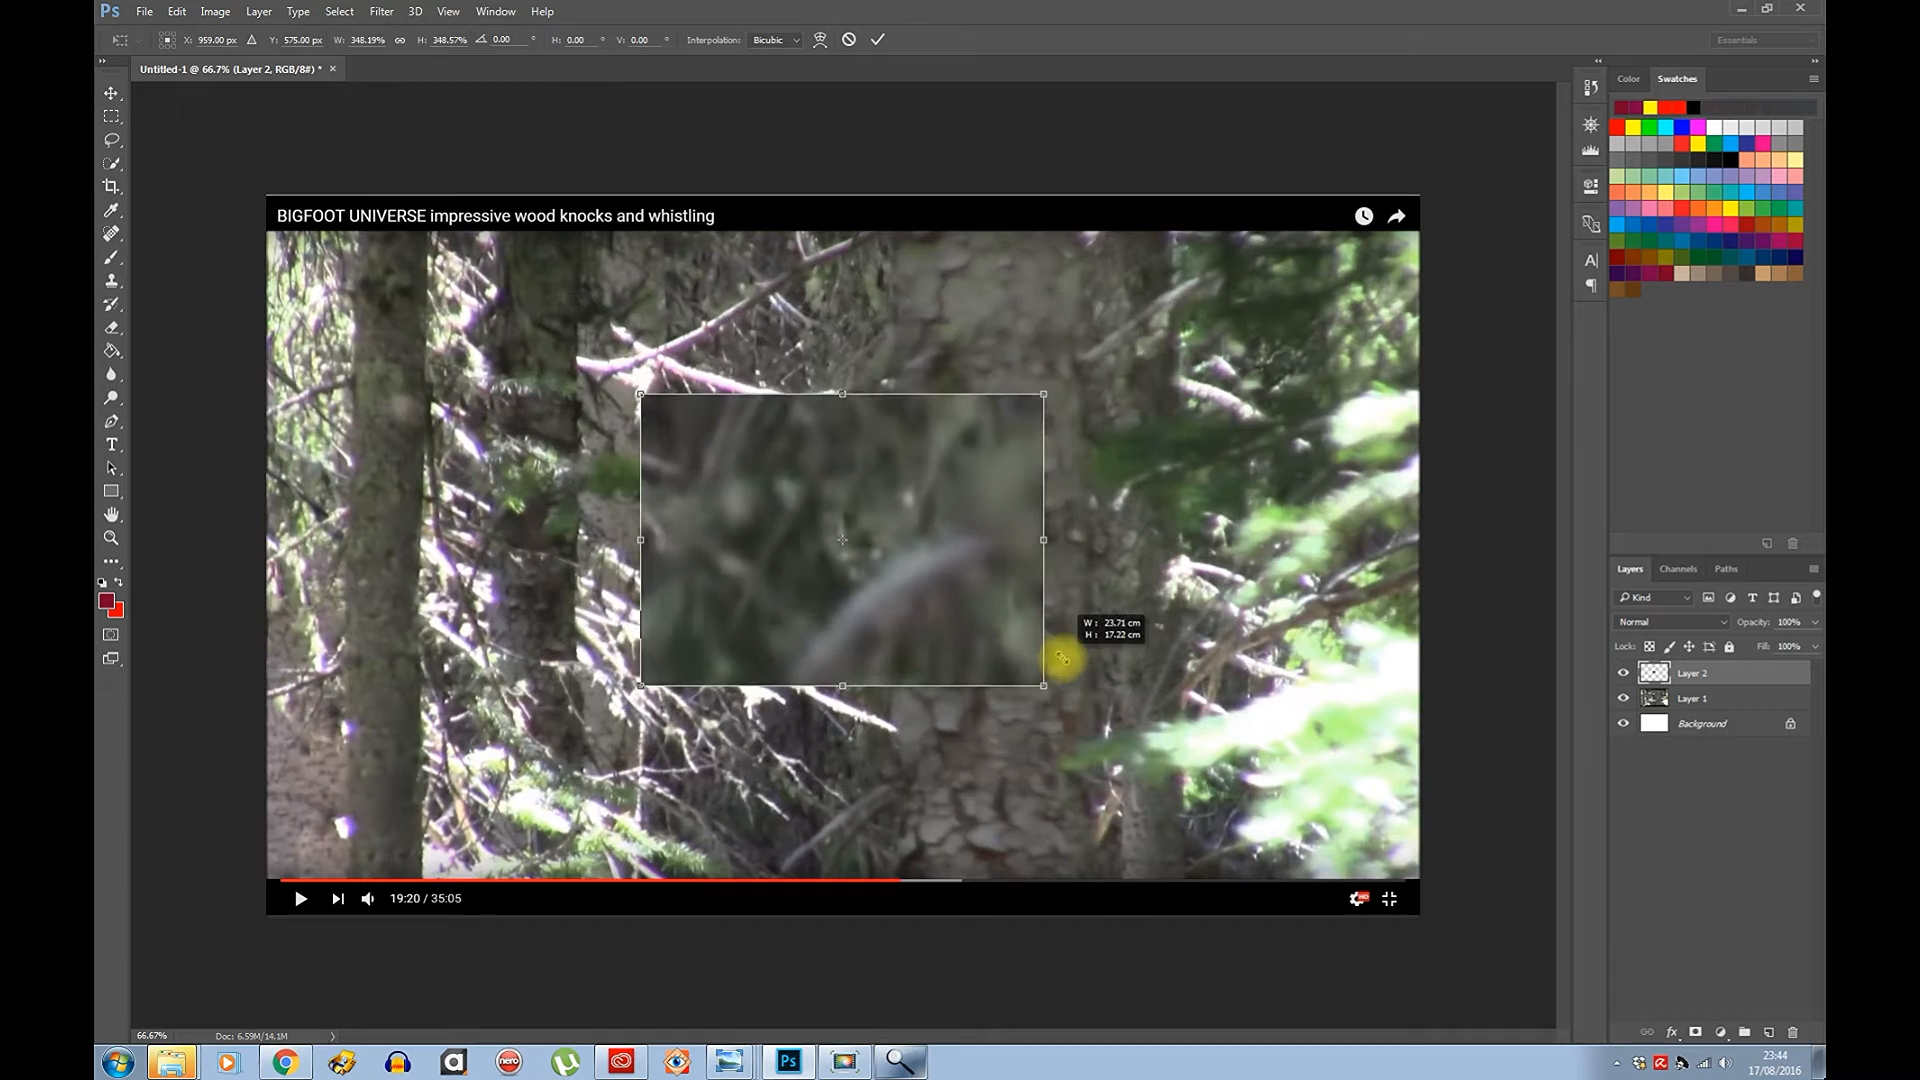 Ps File Edit Image Layer Select Filter 3D View Window Help
X: 959.00 px Y: 575.00 px W: 348.19% H: 348.57% 0.00 ° H: 0.00 ° V: 0.00 ° Interpolation: Bicubic Essentials
Untitled-1 @ 66.7% (Layer 2, RGB/8#) * ×
Color Swatches
BIGFOOT UNIVERSE impressive wood knocks and whistling
W: 23.71 cm
H: 17.22 cm
Layers Channels Paths
Kind
Normal Opacity: 100%
Lock: Fill: 100%
Layer 2
Layer 1
Background
19:20 / 35:05
HD
fx
66.67% Doc: 6.59M/14.1M
nero
Ps
23:44
17/08/2016